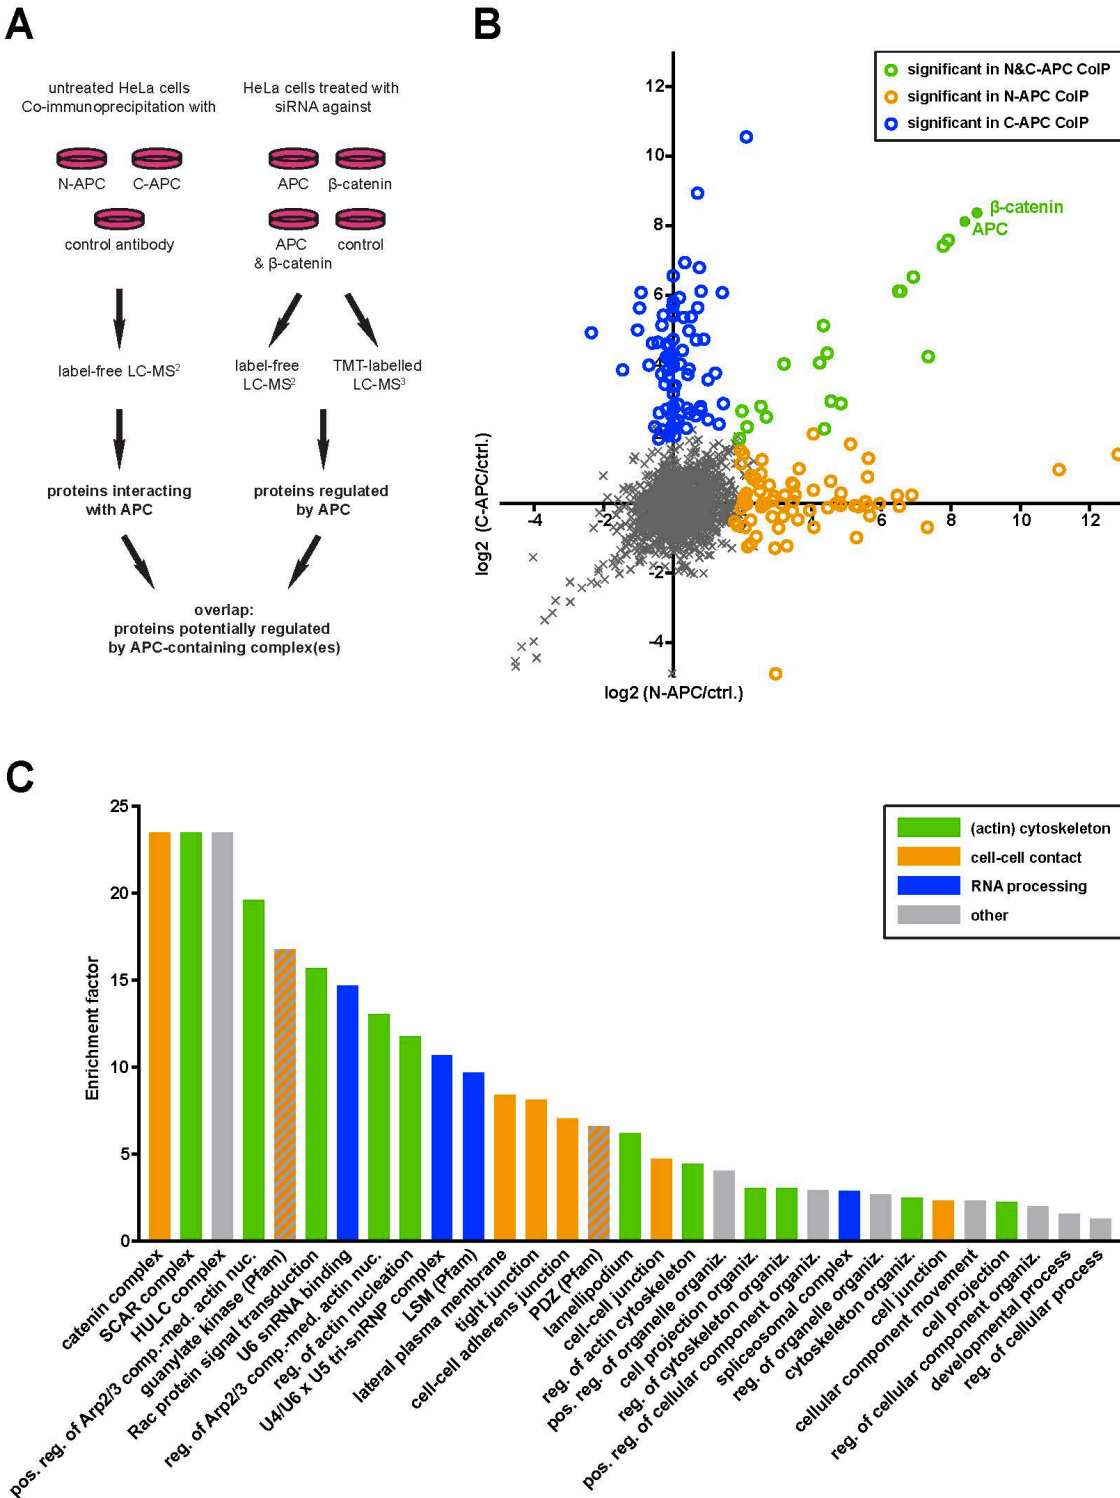 A
untreated HeLa cells
Co-immunoprecipitation with
N-APC
C-APC
control antibody
HeLa cells treated with
siRNA against
APC
β-catenin
APC
& β-catenin
control
label-free LC-MS²
label-free
LC-MS²
TMT-labelled
LC-MS³
proteins interacting
with APC
proteins regulated
by APC
overlap:
proteins potentially regulated
by APC-containing complex(es)
B
significant in N&C-APC CoIP
significant in N-APC CoIP
significant in C-APC CoIP
β-catenin
APC
log2 (C-APC/ctrl.)
12
10
8
6
4
-2
-4
-4
-2
4
6
8
10
12
log2 (N-APC/ctrl.)
C
(actin) cytoskeleton
cell-cell contact
RNA processing
other
Enrichment factor
25
20
15
10
5
0
catenin complex
SCAR complex
HULC complex
pos. reg. of Arp2/3 comp.-med. actin nuc.
guanylate kinase (Pfam)
Rac protein signal transduction
U6 snRNA binding
reg. of Arp2/3 comp.-med. actin nuc.
reg. of actin nucleation
U4/U6 x U5 tri-snRNP complex
LSM (Pfam)
lateral plasma membrane
tight junction
cell-cell adherens junction
PDZ (Pfam)
lamellipodium
cell-cell junction
reg. of actin cytoskeleton
pos. reg. of organelle organiz.
cell projection organiz.
reg. of cytoskeleton organiz.
pos. reg. of cellular component organiz.
spliceosomal complex
reg. of organelle organiz.
cytoskeleton organiz.
cell junction
cellular component movement
cell projection
reg. of cellular component organiz.
developmental process
reg. of cellular process